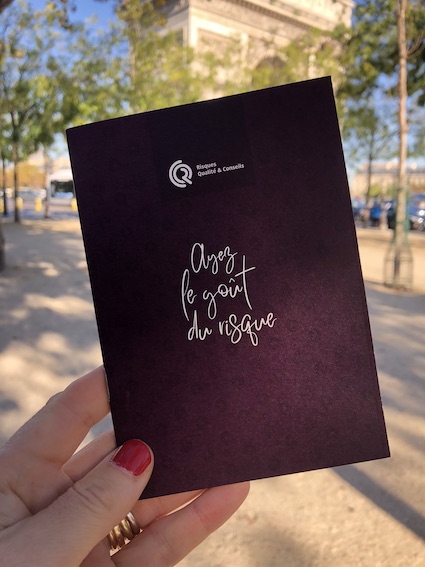 Risques
Qualité & Conseils
Ayez
le goût
du risque